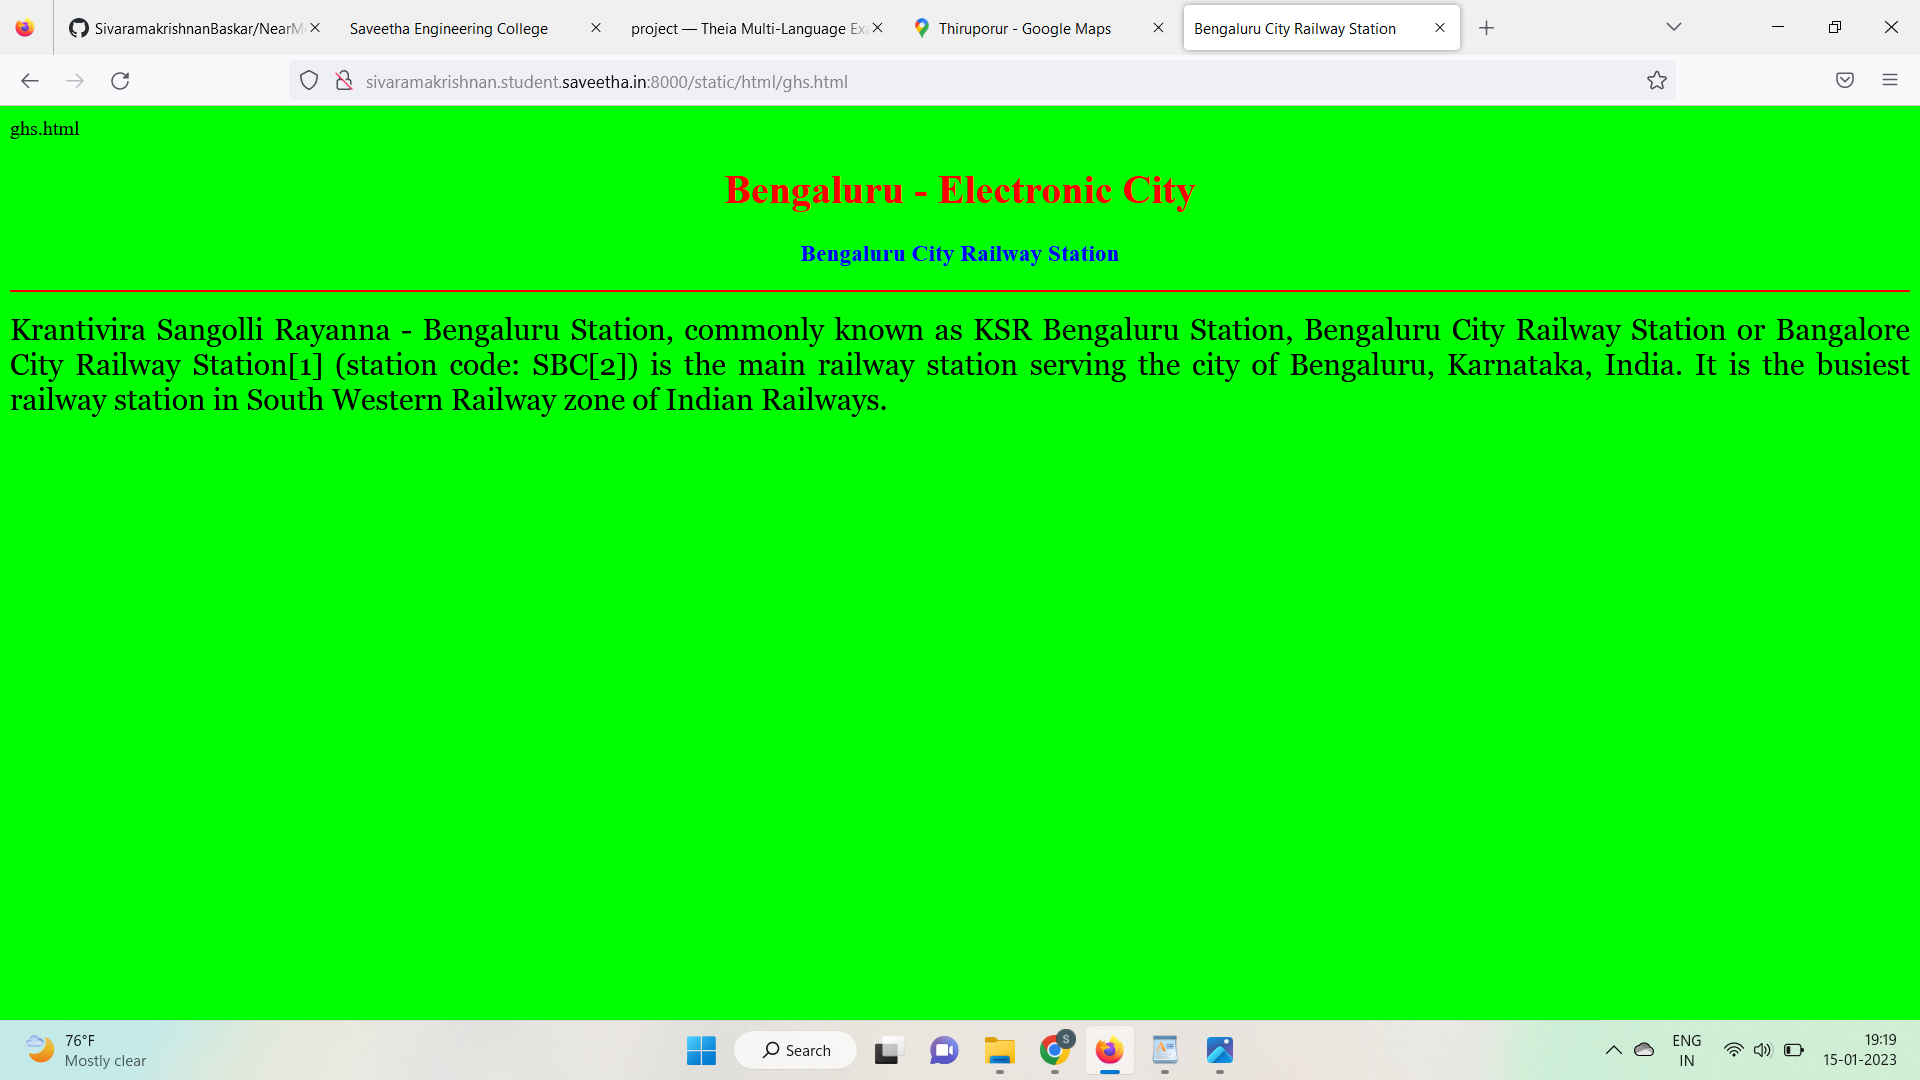 SivaramakrishnanBaskar/NearM
Saveetha Engineering College
project — Theia Multi-Language Exa
Thiruporur - Google Maps
Bengaluru City Railway Station
sivaramakrishnan.student.saveetha.in:8000/static/html/ghs.html
ghs.html
Bengaluru - Electronic City
Bengaluru City Railway Station
Krantivira Sangolli Rayanna - Bengaluru Station, commonly known as KSR Bengaluru Station, Bengaluru City Railway Station or Bangalore
City Railway Station[1] (station code: SBC[2]) is the main railway station serving the city of Bengaluru, Karnataka, India. It is the busiest
railway station in South Western Railway zone of Indian Railways.
76°F
Mostly clear
Search
S
ENG
IN
19:19
15-01-2023